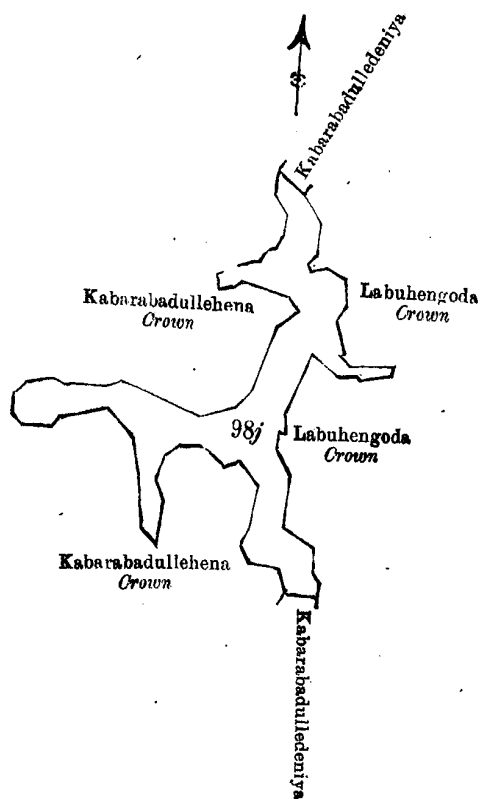 Kabarabadulledeniya
Kabarabadullehena
Crown
Labuhengoda
Crown
98j
Labuhengoda
Crown
Kabarabadullehena
Crown
Kabarabadulledeniya